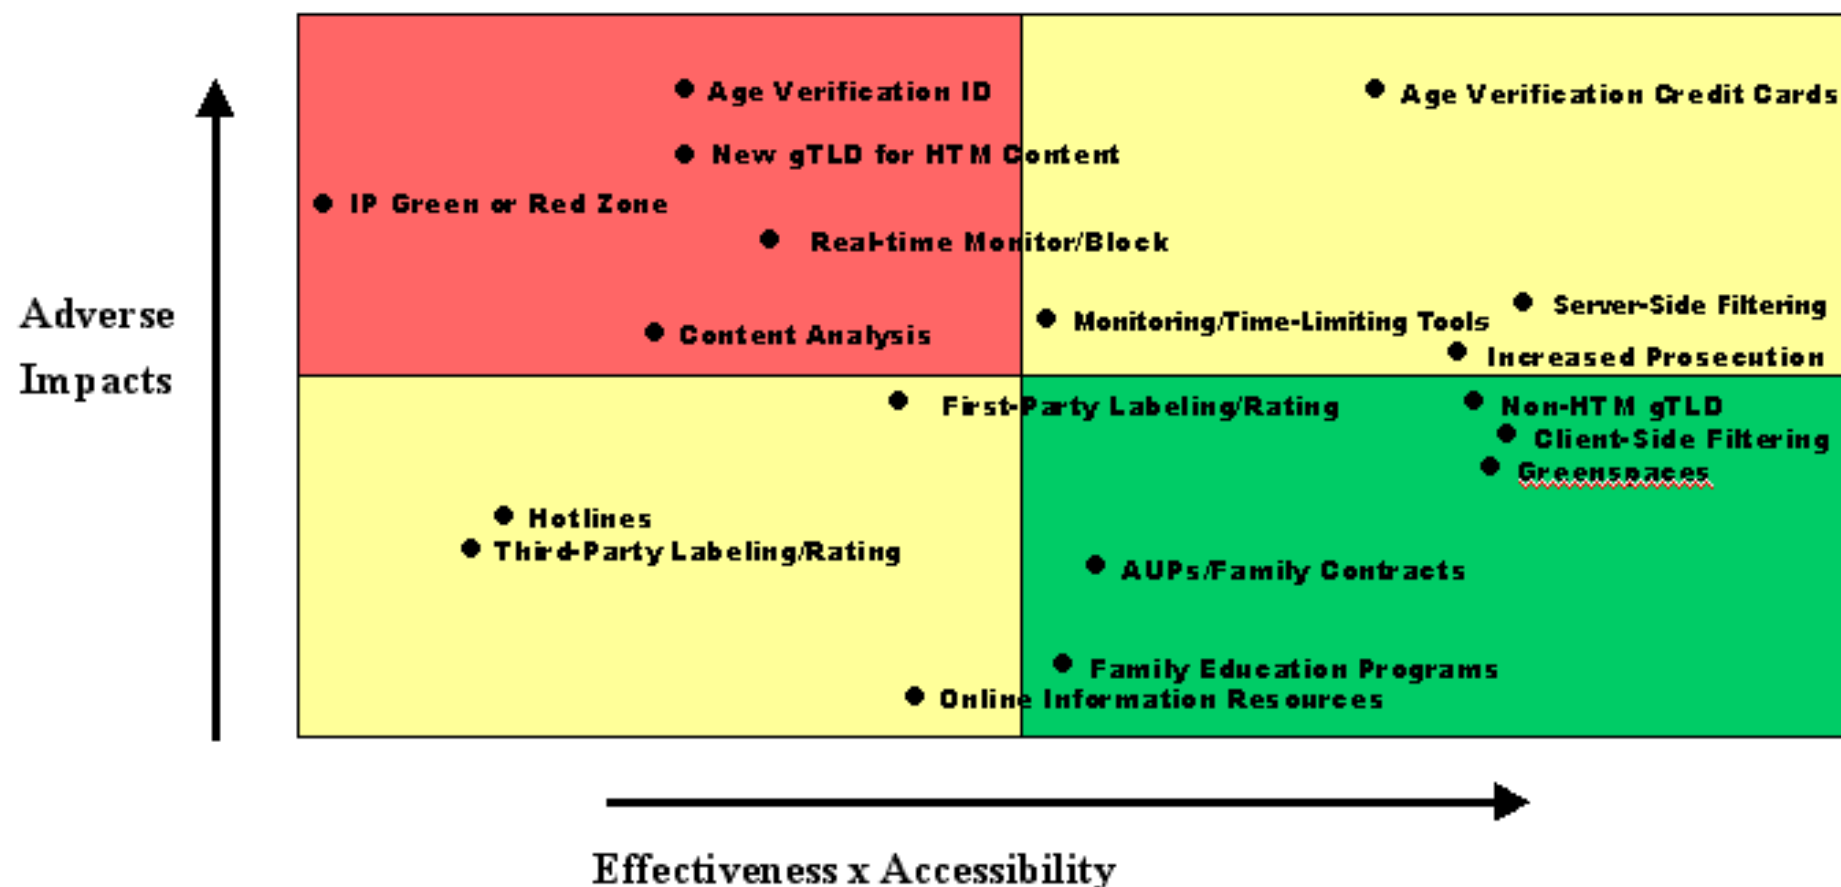 Age Verification ID
Age Verification Credit Cards
New gTLD for HTM Content
IP Green or Red Zone
Real-time Monitor/Block
Server-Side Filtering
Monitoring/Time-Limiting Tools
Content Analysis
Increased Prosecution
Adverse
Impacts
First-Party Labeling/Rating
Non-HTM gTLD
Client-Side Filtering
Greenspaces
Hotlines
Third-Party Labeling/Rating
AUPs/Family Contracts
Family Education Programs
Online Information Resources
Effectiveness x Accessibility